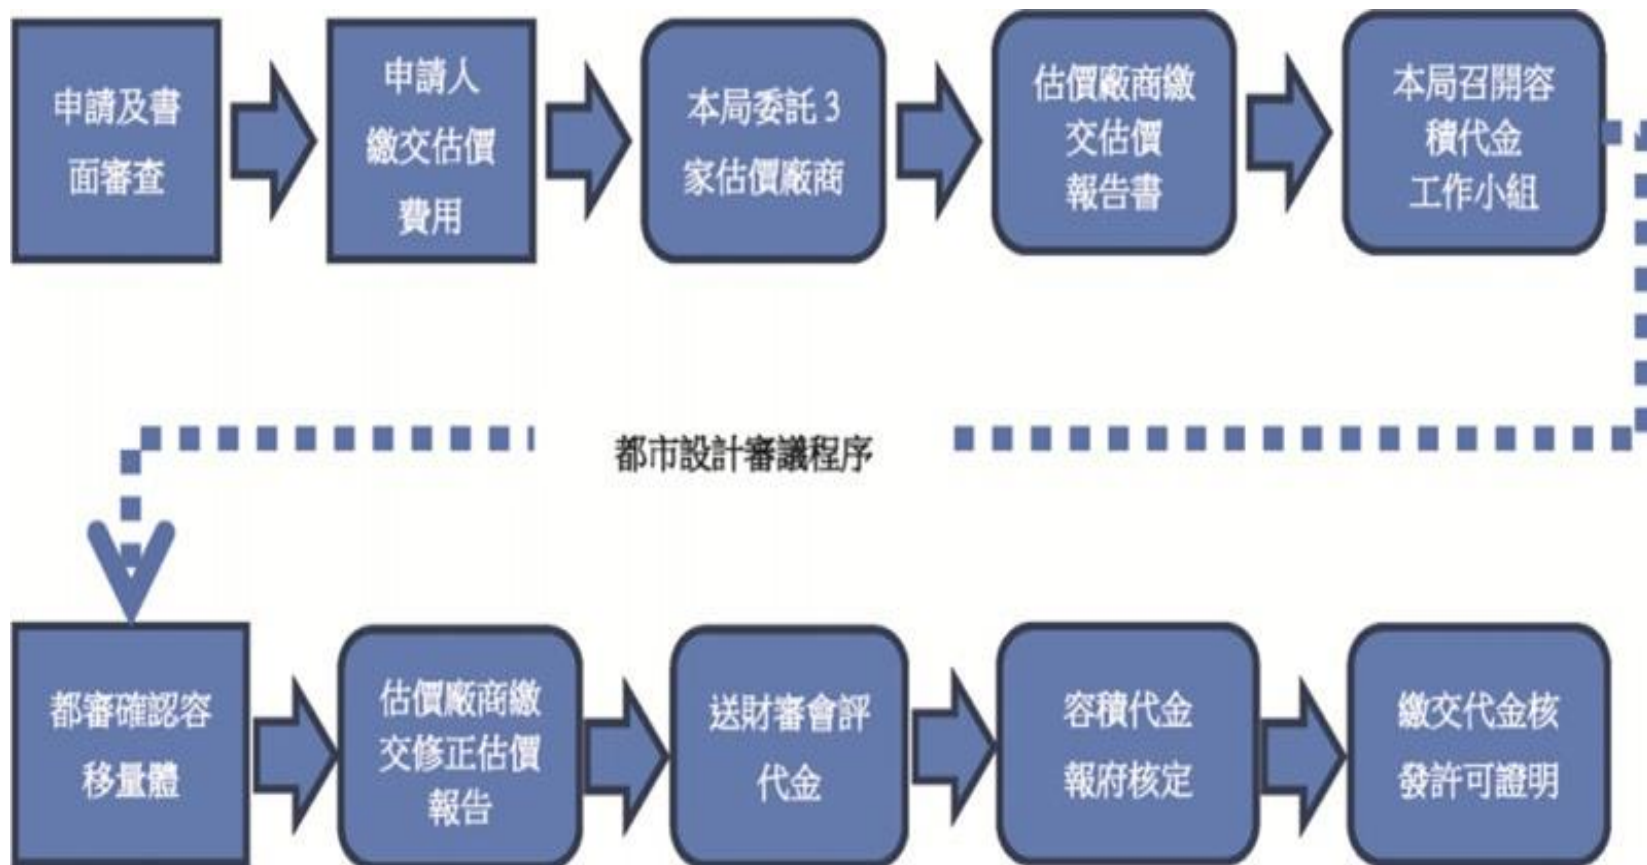 申請及書
面審查
申請人
繳交估價
費用
本局委託 3
家估價廠商
估價廠商繳
交估價
報告書
本局召開容
積代金
工作小組
都市設計審議程序
都審確認容
移量體
估價廠商繳
交修正估價
報告
送財審會評
代金
容積代金
報府核定
繳交代金核
發許可證明